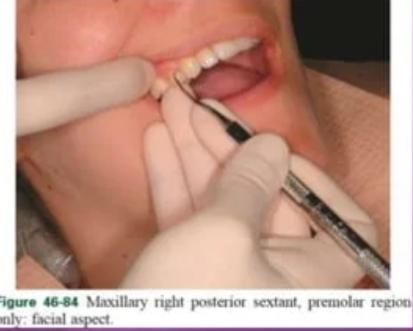 Figure 46-84 Maxillary right posterior sextant, premolar region
only: facial aspect.